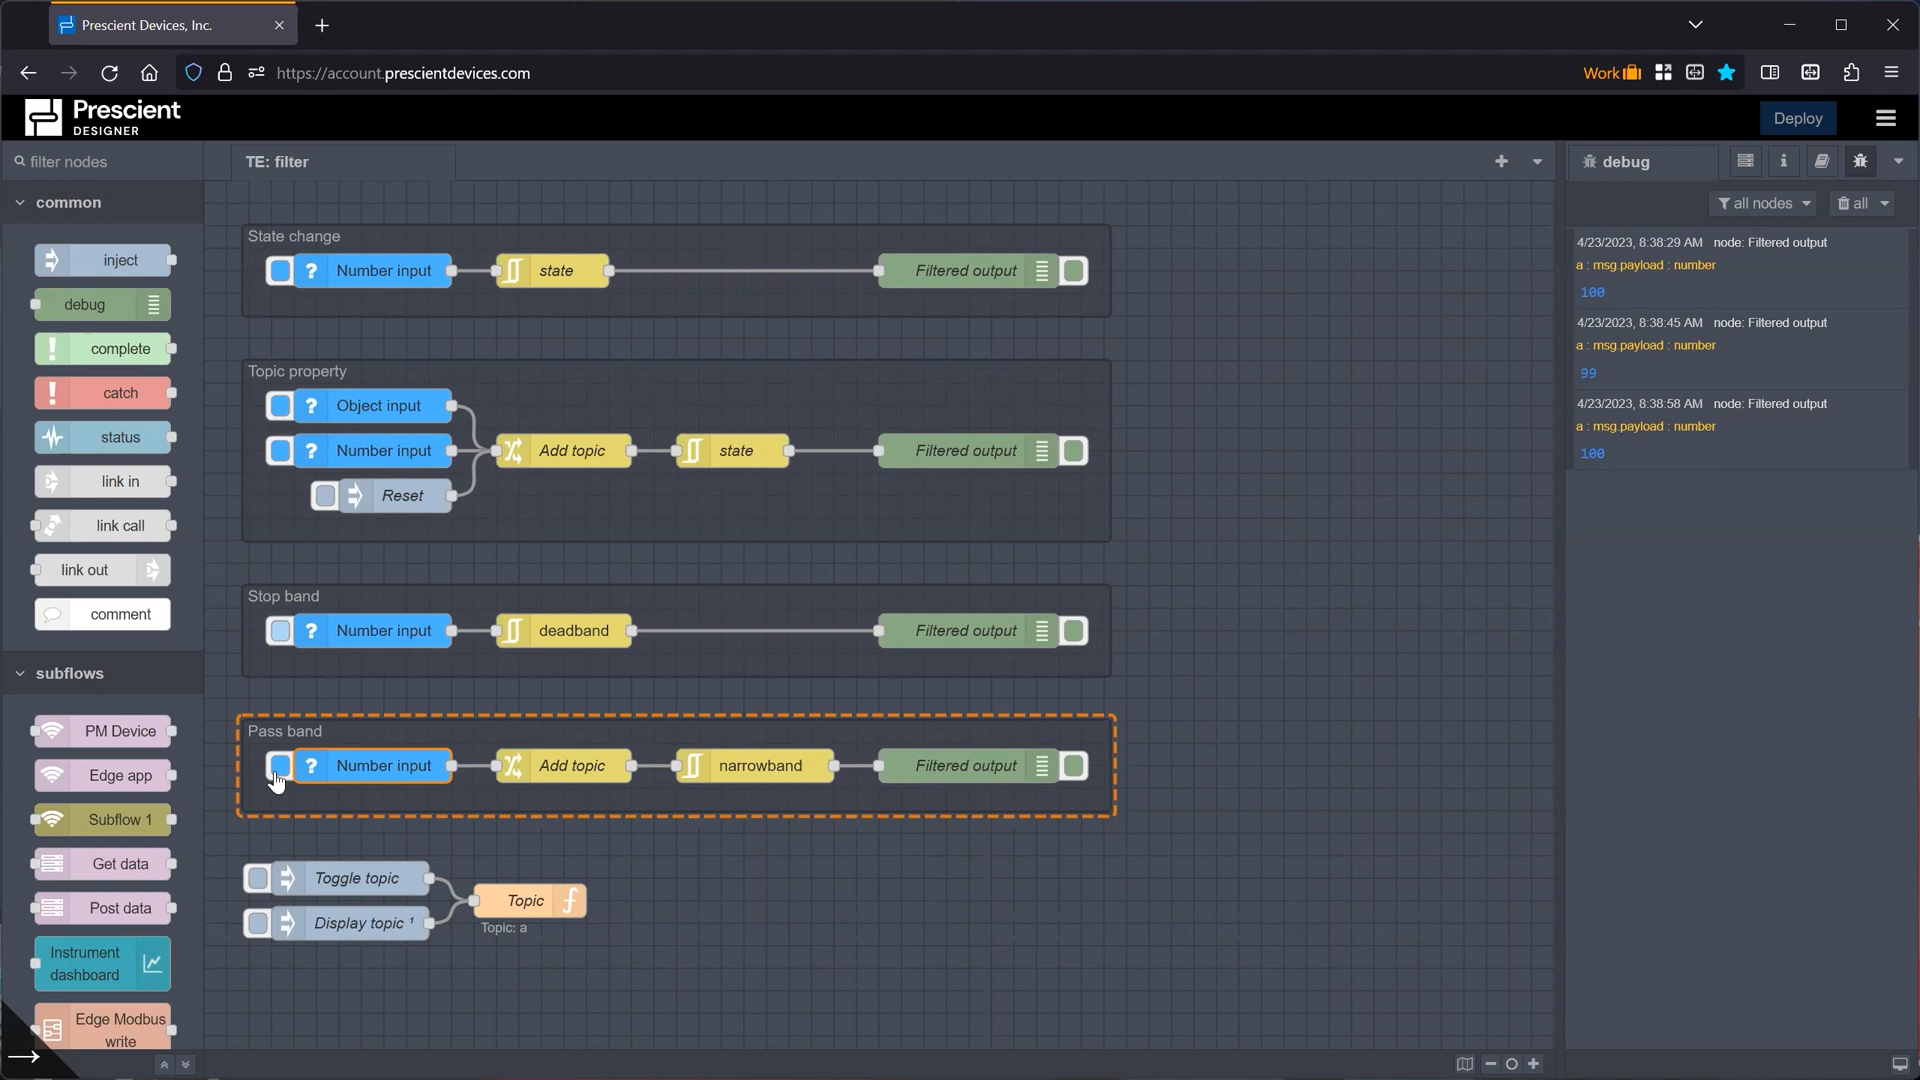 Prescient Devices, Inc.
https://account.prescientdevices.com
Work
Prescient
DESIGNER
Deploy
filter nodes
TE: filter
debug
common
all nodes
all
inject
debug
complete
catch
status
link in
link call
link out
comment
subflows
PM Device
Edge app
Subflow 1
Get data
Post data
Instrument
dashboard
Edge Modbus
write
State change
? Number input
state
Filtered output
Topic property
? Object input
? Number input
Add topic
state
Filtered output
Reset
Stop band
? Number input
deadband
Filtered output
Pass band
? Number input
Add topic
narrowband
Filtered output
Toggle topic
Topic
Display topic ¹
Topic: a
4/23/2023, 8:38:29 AM node: Filtered output
a : msg.payload : number
100
4/23/2023, 8:38:45 AM node: Filtered output
a : msg.payload : number
99
4/23/2023, 8:38:58 AM node: Filtered output
a : msg.payload : number
100